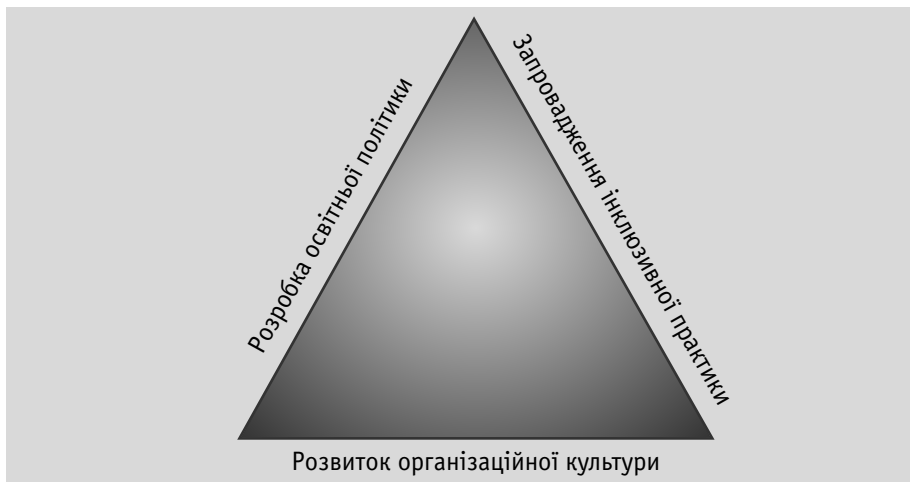 Розробка освітньої політики
Запровадження інклюзивної практики
Розвиток організаційної культури